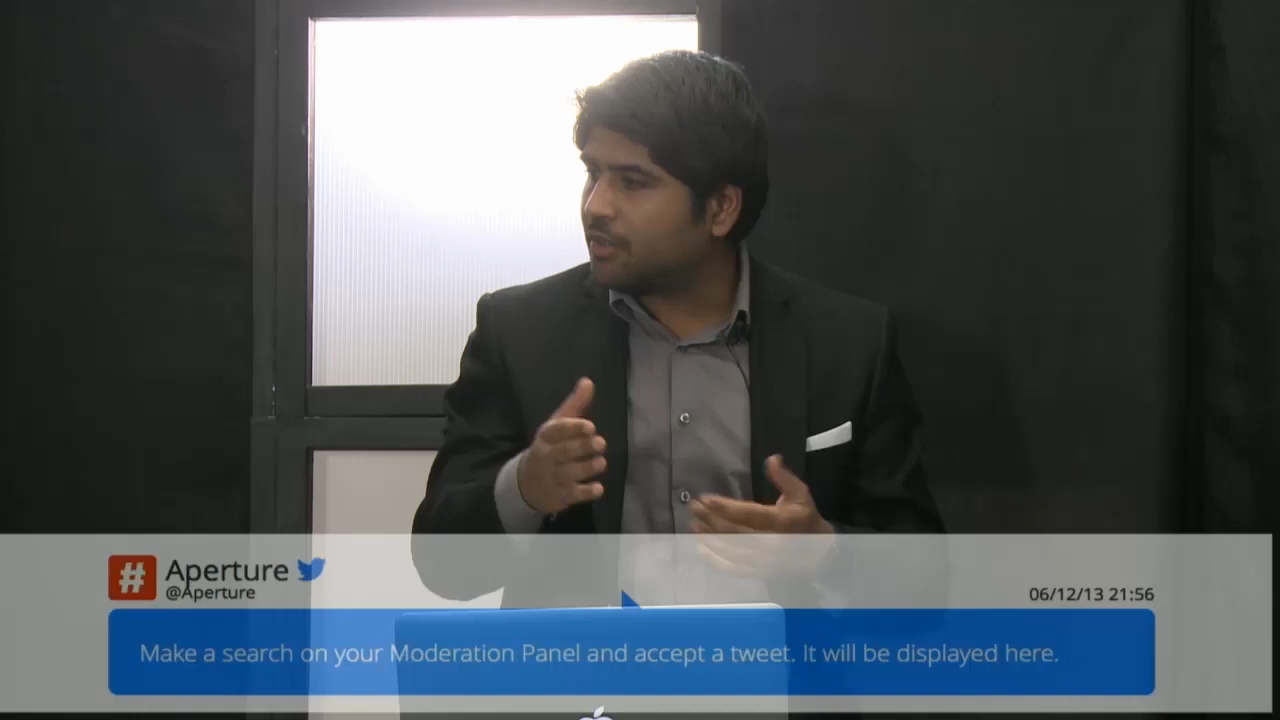 # Aperture
@Aperture
06/12/13 21:56
Make a search on your Moderation Panel and accept a tweet. It will be displayed here.